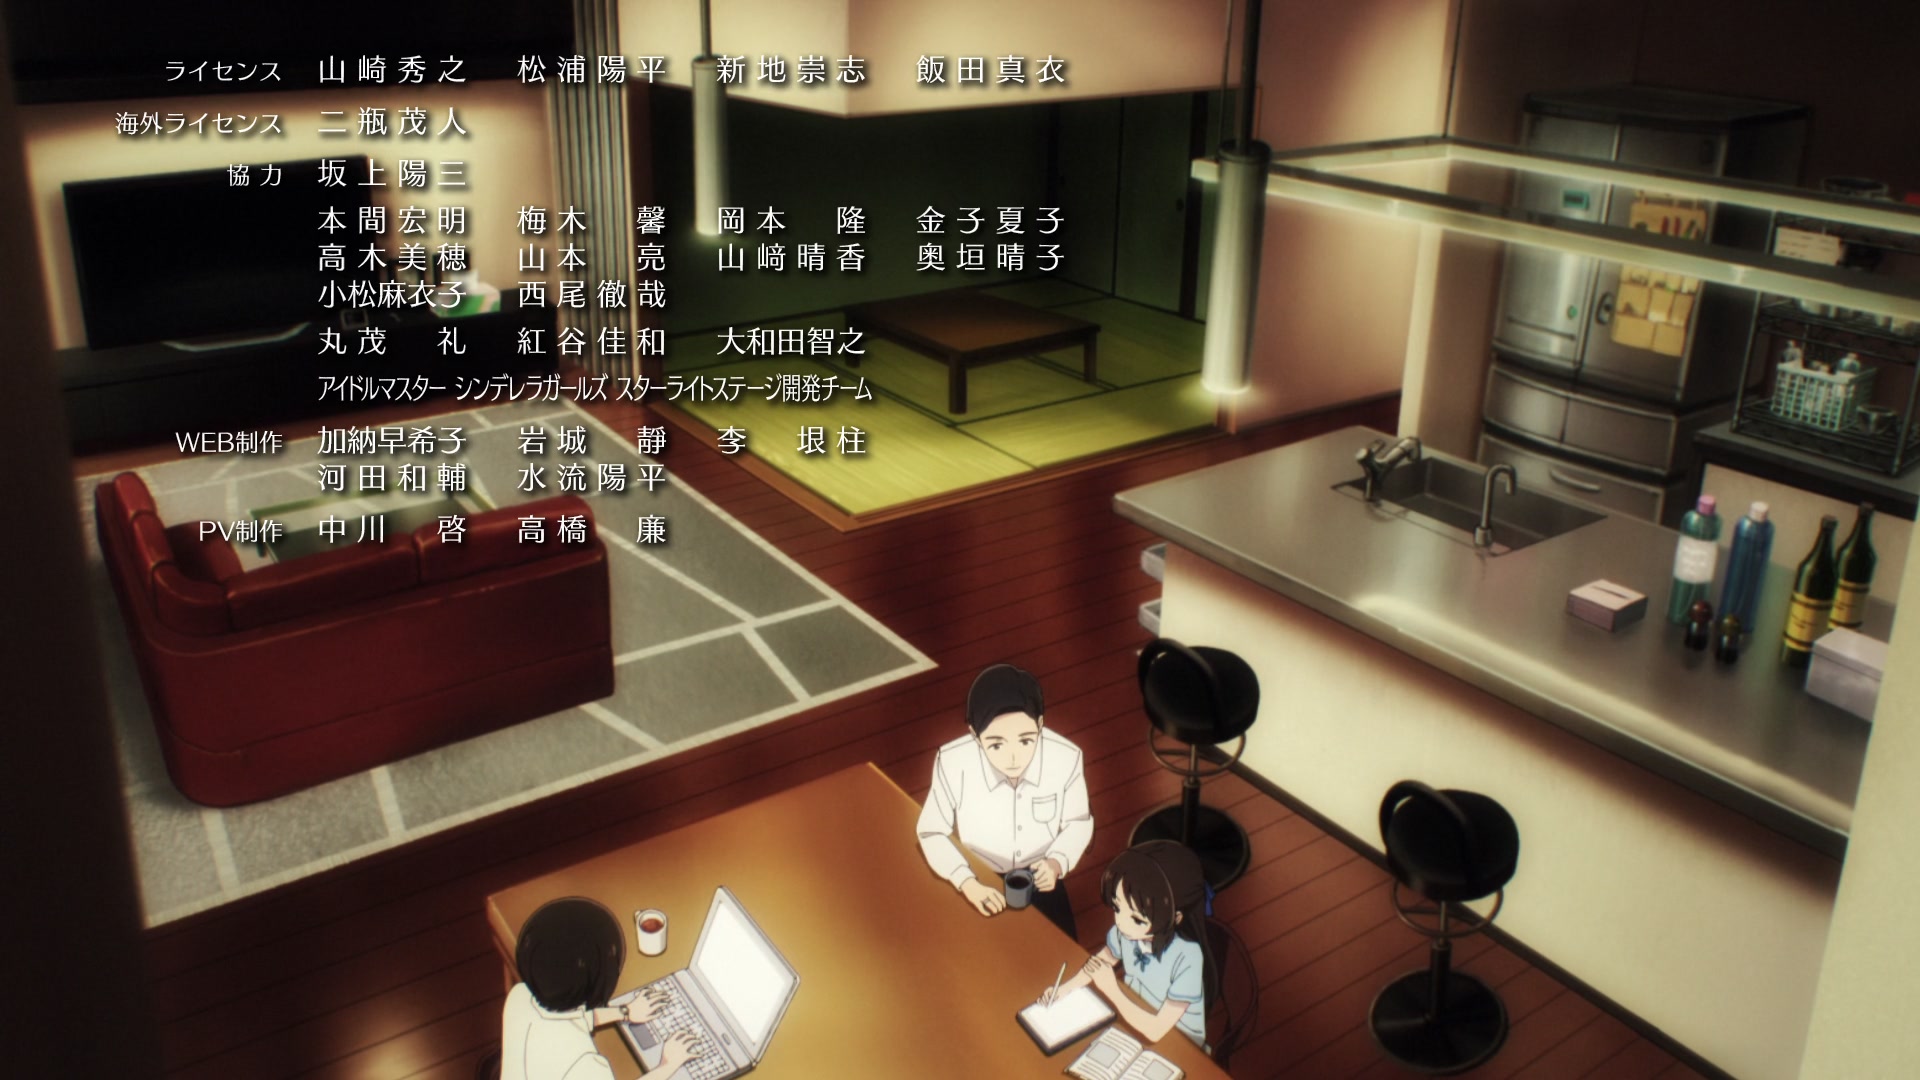 ライセンス 山崎秀之 松浦陽平 新地崇志 飯田真衣
海外ライセンス 二瓶茂人
協力 坂上陽三
本間宏明 梅木馨 岡本隆 金子夏子
高木美穂 山本亮 山﨑晴香 奥垣晴子
小松麻衣子 西尾徹哉
丸茂礼 紅谷佳和 大和田智之
アイドルマスター シンデレラガールズ スターライトステージ開発チーム
WEB制作 加納早希子 岩城靜 李垠柱
河田和輔 水流陽平
PV制作 中川啓 高橋廉